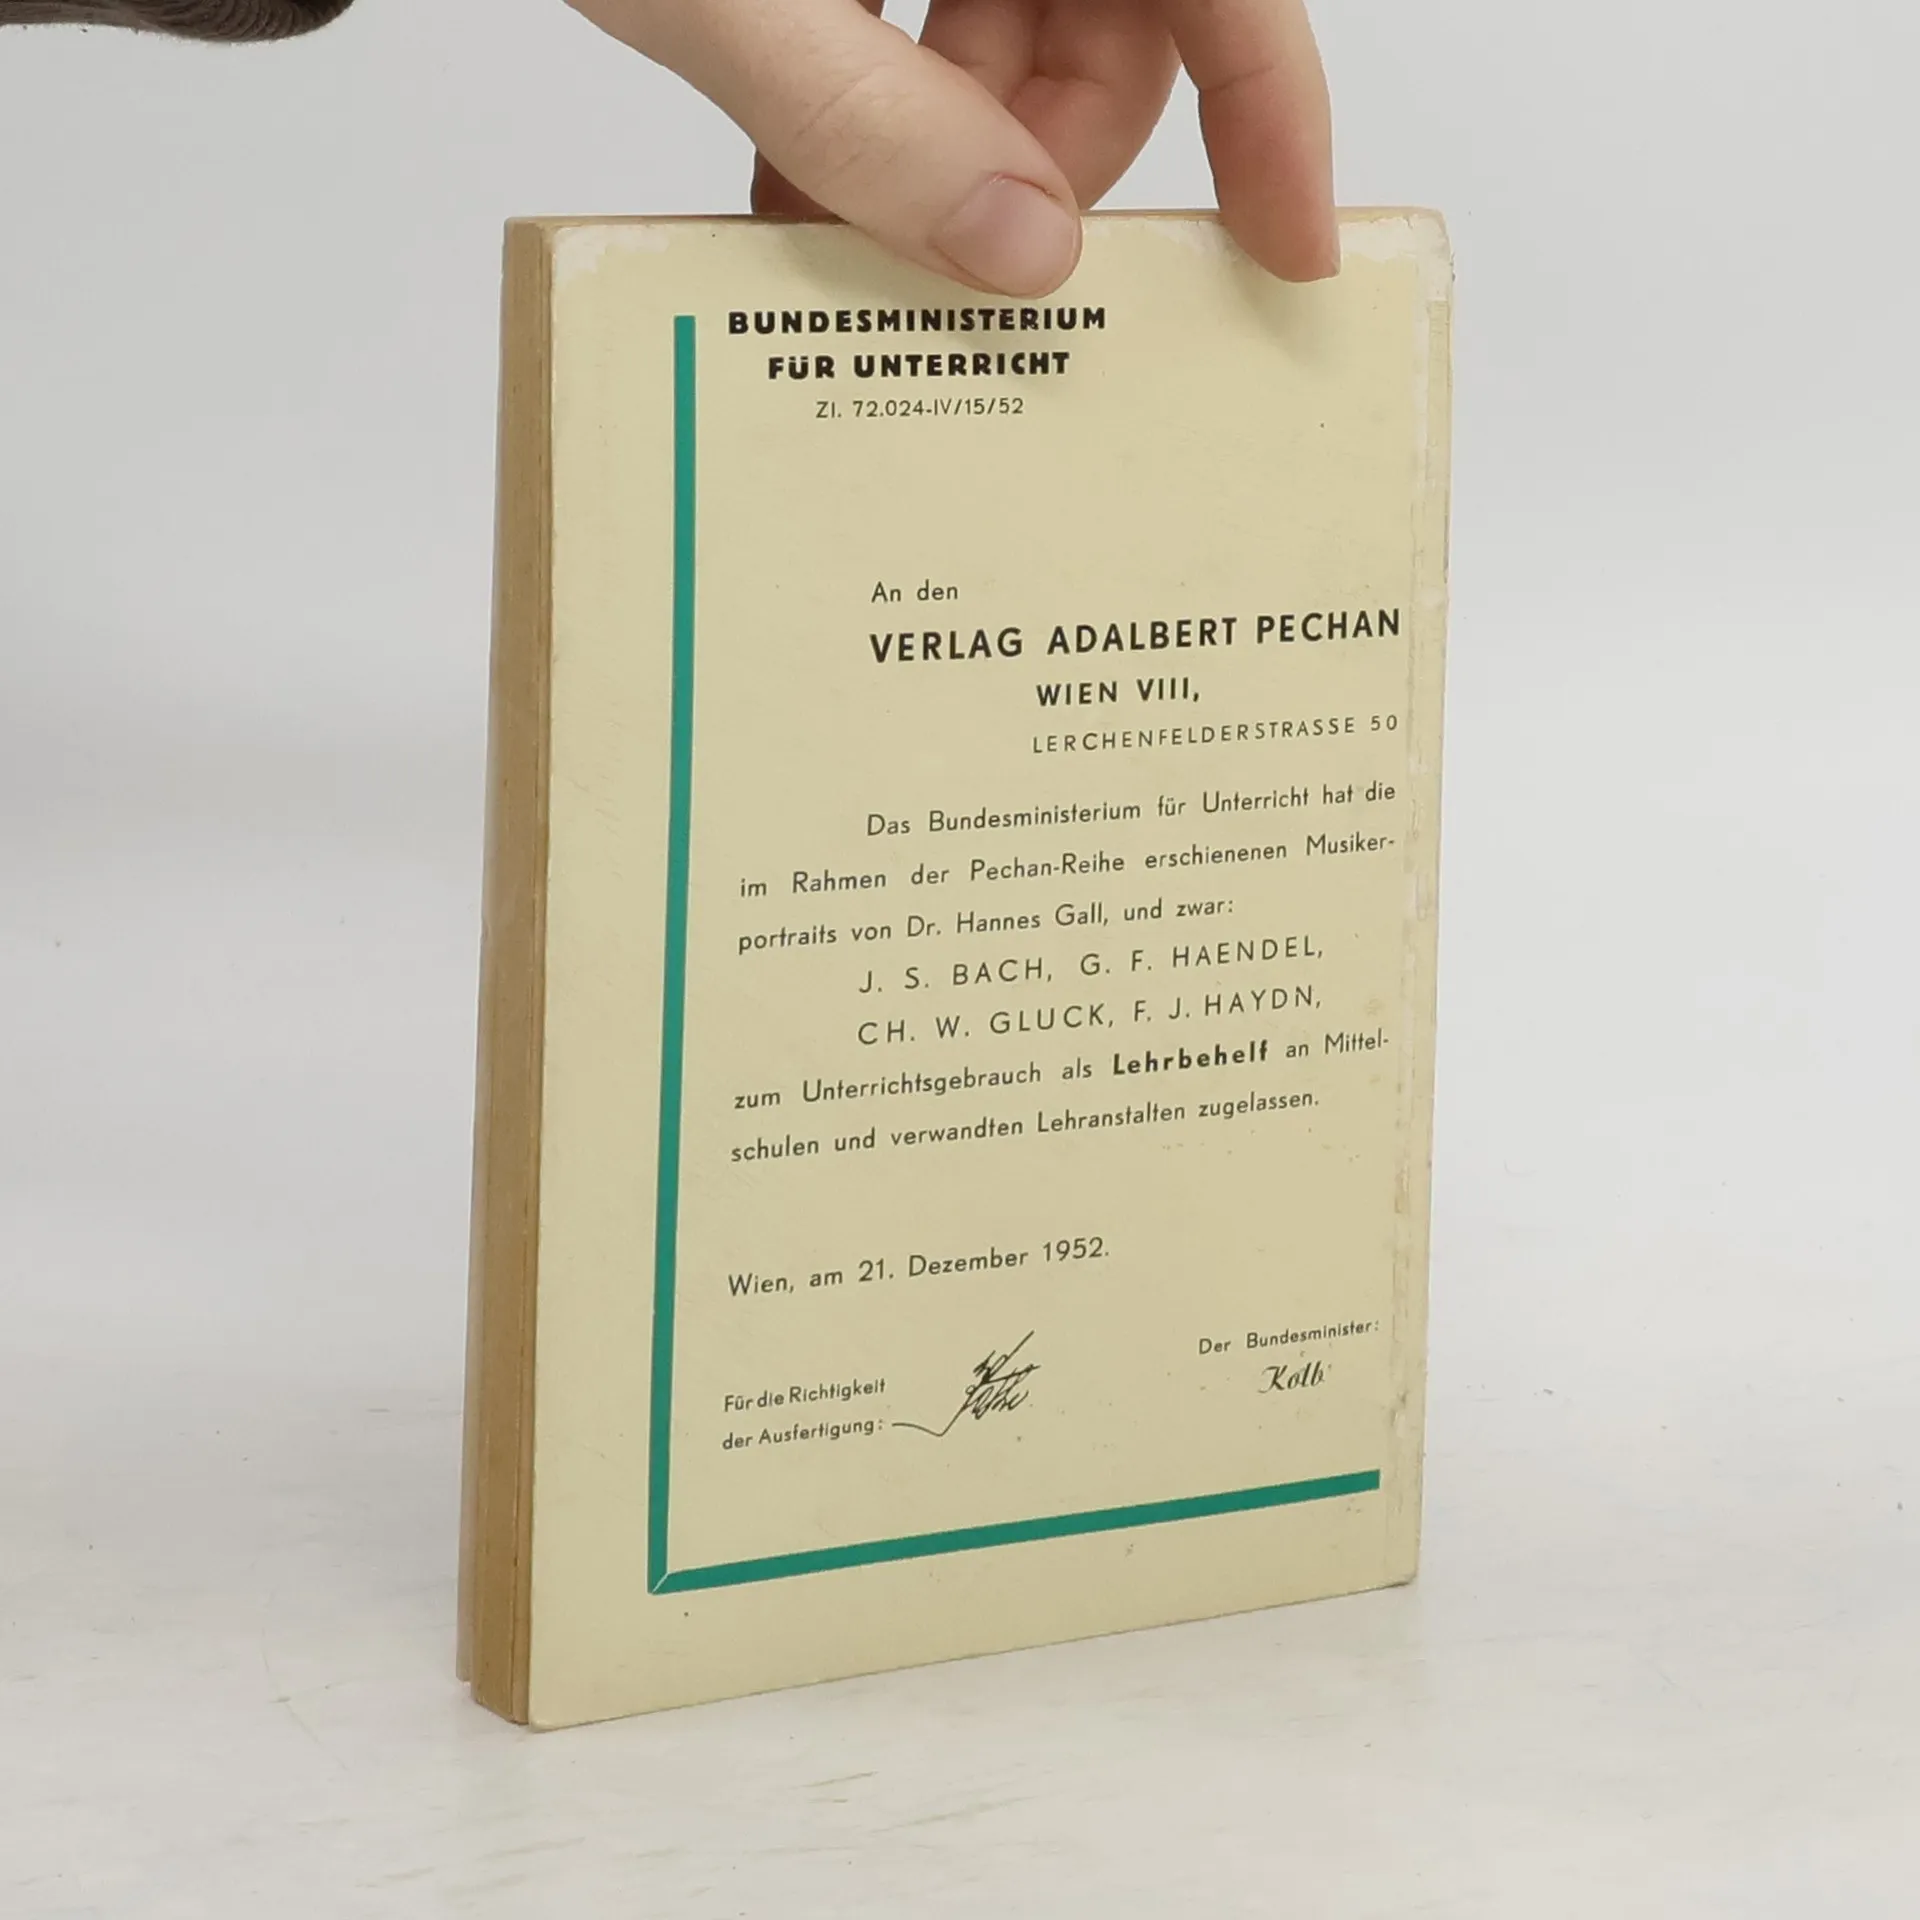 BUNDESMINISTERIUM
FÜR UNTERRICHT
Zl. 72.024-IV/15/52
An den
VERLAG ADALBERT PECHAN
WIEN VIII,
LERCHENFELDERSTRASSE 50
Das Bundesministerium für Unterricht hat die
im Rahmen der Pechan-Reihe erschienenen Musiker-
portraits von Dr. Hannes Gall, und zwar:
J. S. BACH, G. F. HAENDEL,
CH. W. GLUCK, F. J. HAYDN,
zum Unterrichtsgebrauch als Lehrbehelf an Mittel-
schulen und verwandten Lehranstalten zugelassen.
Wien, am 21. Dezember 1952.
Der Bundesminister:
Kolb
Für die Richtigkeit
der Ausfertigung: